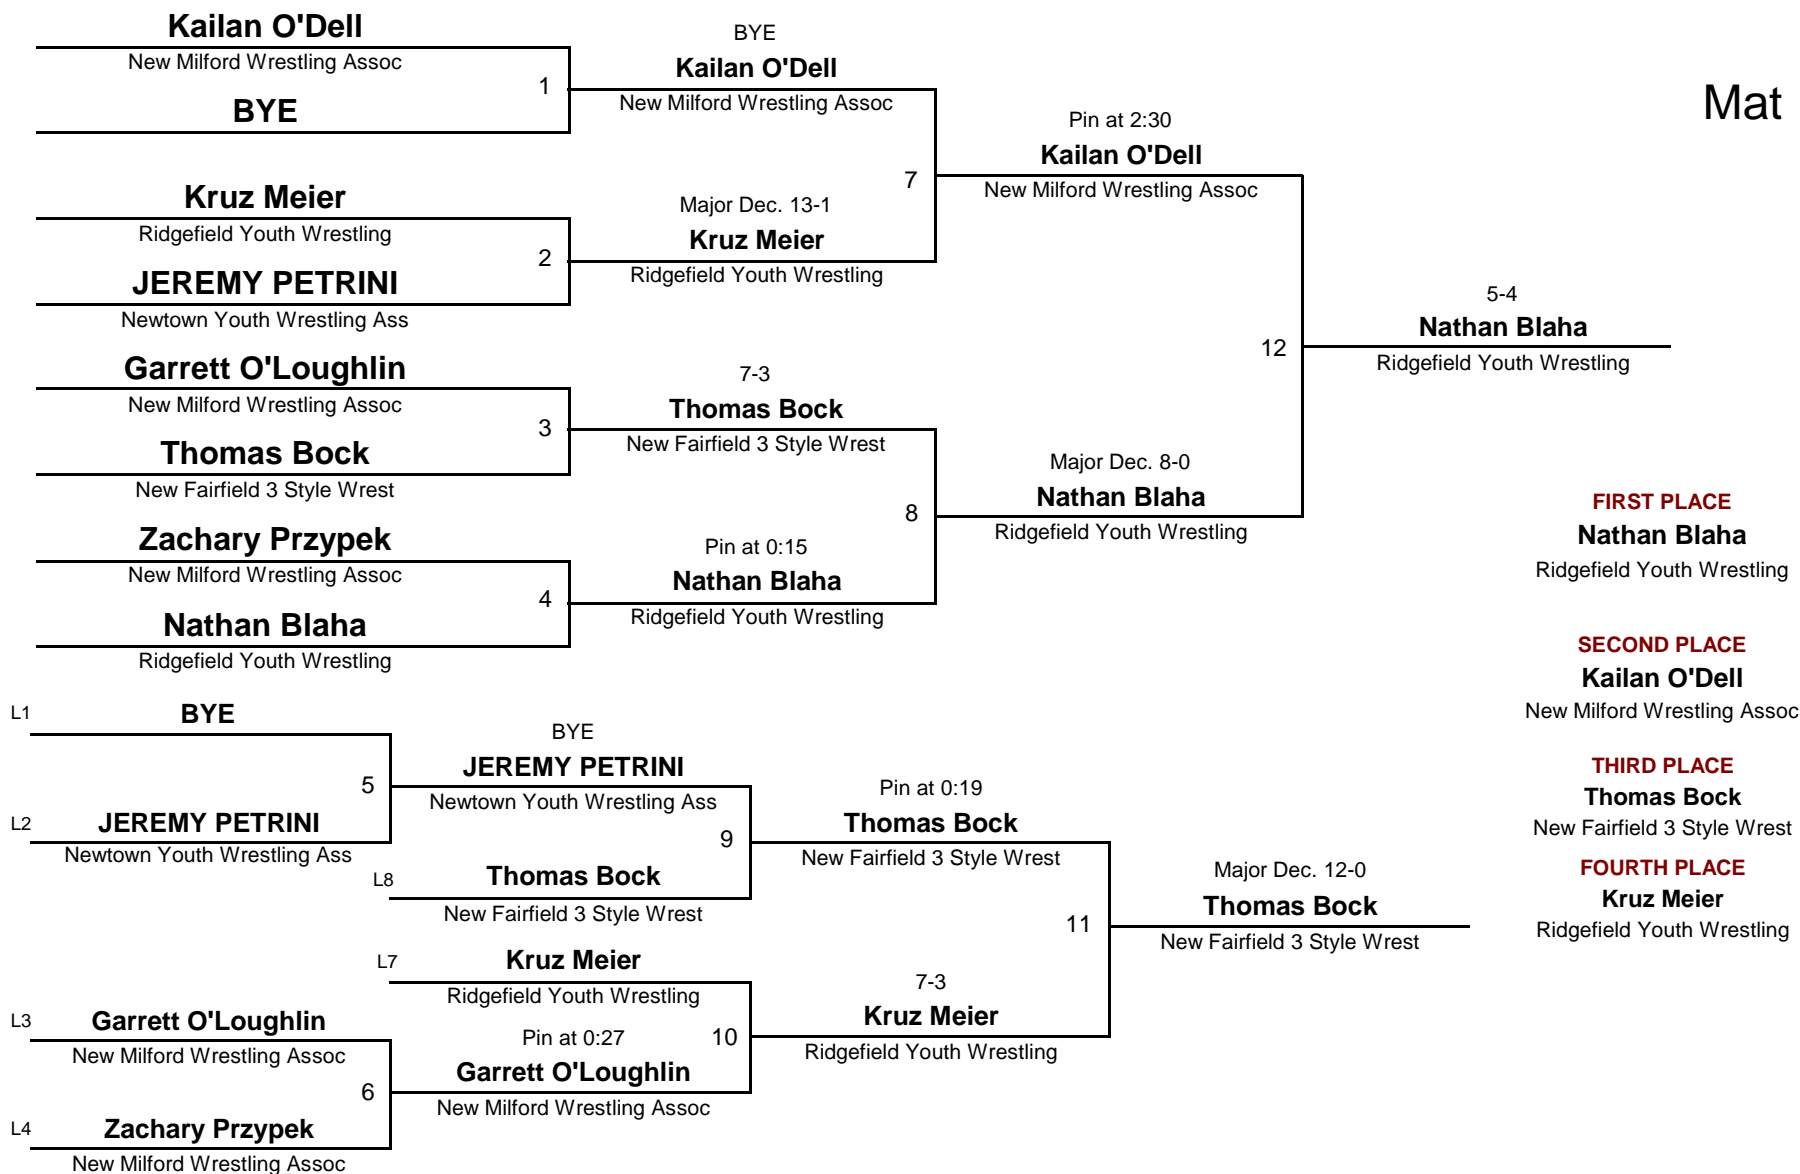 Kailan O'Dell
New Milford Wrestling Assoc
1
BYE
BYE
Kailan O'Dell
New Milford Wrestling Assoc
Mat
Kruz Meier
Ridgefield Youth Wrestling
2
JEREMY PETRINI
Newtown Youth Wrestling Ass
Major Dec. 13-1
Kruz Meier
Ridgefield Youth Wrestling
7
Pin at 2:30
Kailan O'Dell
New Milford Wrestling Assoc
Garrett O'Loughlin
New Milford Wrestling Assoc
3
Thomas Bock
New Fairfield 3 Style Wrest
7-3
Thomas Bock
New Fairfield 3 Style Wrest
Zachary Przypek
New Milford Wrestling Assoc
4
Nathan Blaha
Ridgefield Youth Wrestling
Pin at 0:15
Nathan Blaha
Ridgefield Youth Wrestling
8
Major Dec. 8-0
Nathan Blaha
Ridgefield Youth Wrestling
12
5-4
Nathan Blaha
Ridgefield Youth Wrestling
FIRST PLACE
Nathan Blaha
Ridgefield Youth Wrestling
SECOND PLACE
Kailan O'Dell
New Milford Wrestling Assoc
THIRD PLACE
Thomas Bock
New Fairfield 3 Style Wrest
FOURTH PLACE
Kruz Meier
Ridgefield Youth Wrestling
L1
BYE
5
L2
JEREMY PETRINI
Newtown Youth Wrestling Ass
BYE
JEREMY PETRINI
Newtown Youth Wrestling Ass
9
L8
Thomas Bock
New Fairfield 3 Style Wrest
Pin at 0:19
Thomas Bock
New Fairfield 3 Style Wrest
L7
Kruz Meier
Ridgefield Youth Wrestling
10
L3
Garrett O'Loughlin
New Milford Wrestling Assoc
6
L4
Zachary Przypek
New Milford Wrestling Assoc
Pin at 0:27
Garrett O'Loughlin
New Milford Wrestling Assoc
7-3
Kruz Meier
Ridgefield Youth Wrestling
11
Major Dec. 12-0
Thomas Bock
New Fairfield 3 Style Wrest